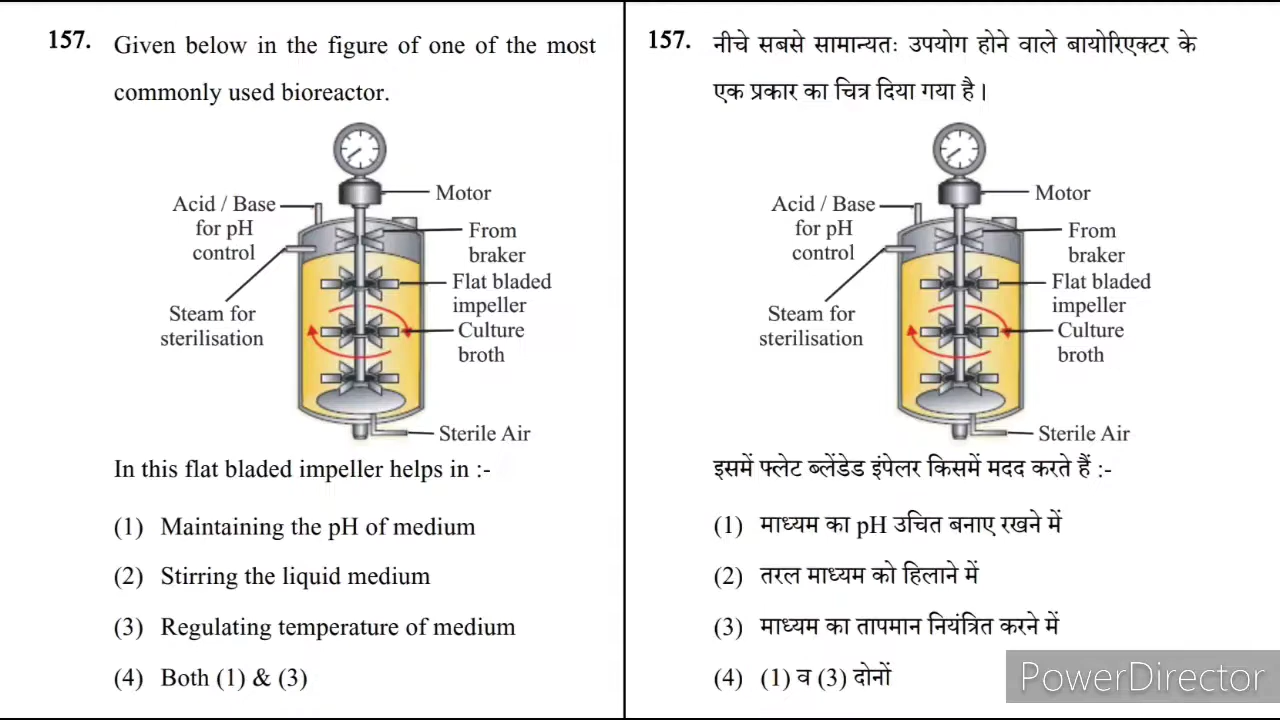 157. Given below in the figure of one of the most
commonly used bioreactor.
Motor
Acid / Base
for pH
control
From
braker
Flat bladed
impeller
Steam for
sterilisation
Culture
broth
Sterile Air
In this flat bladed impeller helps in :-
(1) Maintaining the pH of medium
(2) Stirring the liquid medium
(3) Regulating temperature of medium
(4) Both (1) & (3)
157. नीचे सबसे सामान्यतः उपयोग होने वाले बायोरिएक्टर के
एक प्रकार का चित्र दिया गया है।
Motor
Acid / Base
for pH
control
From
braker
Flat bladed
impeller
Steam for
sterilisation
Culture
broth
Sterile Air
इसमें फ्लेट ब्लेंडेड इंपेलर किसमें मदद करते हैं :-
(1) माध्यम का pH उचित बनाए रखने में
(2) तरल माध्यम को हिलाने में
(3) माध्यम का तापमान नियंत्रित करने में
(4) (1) व (3) दोनों
PowerDirector